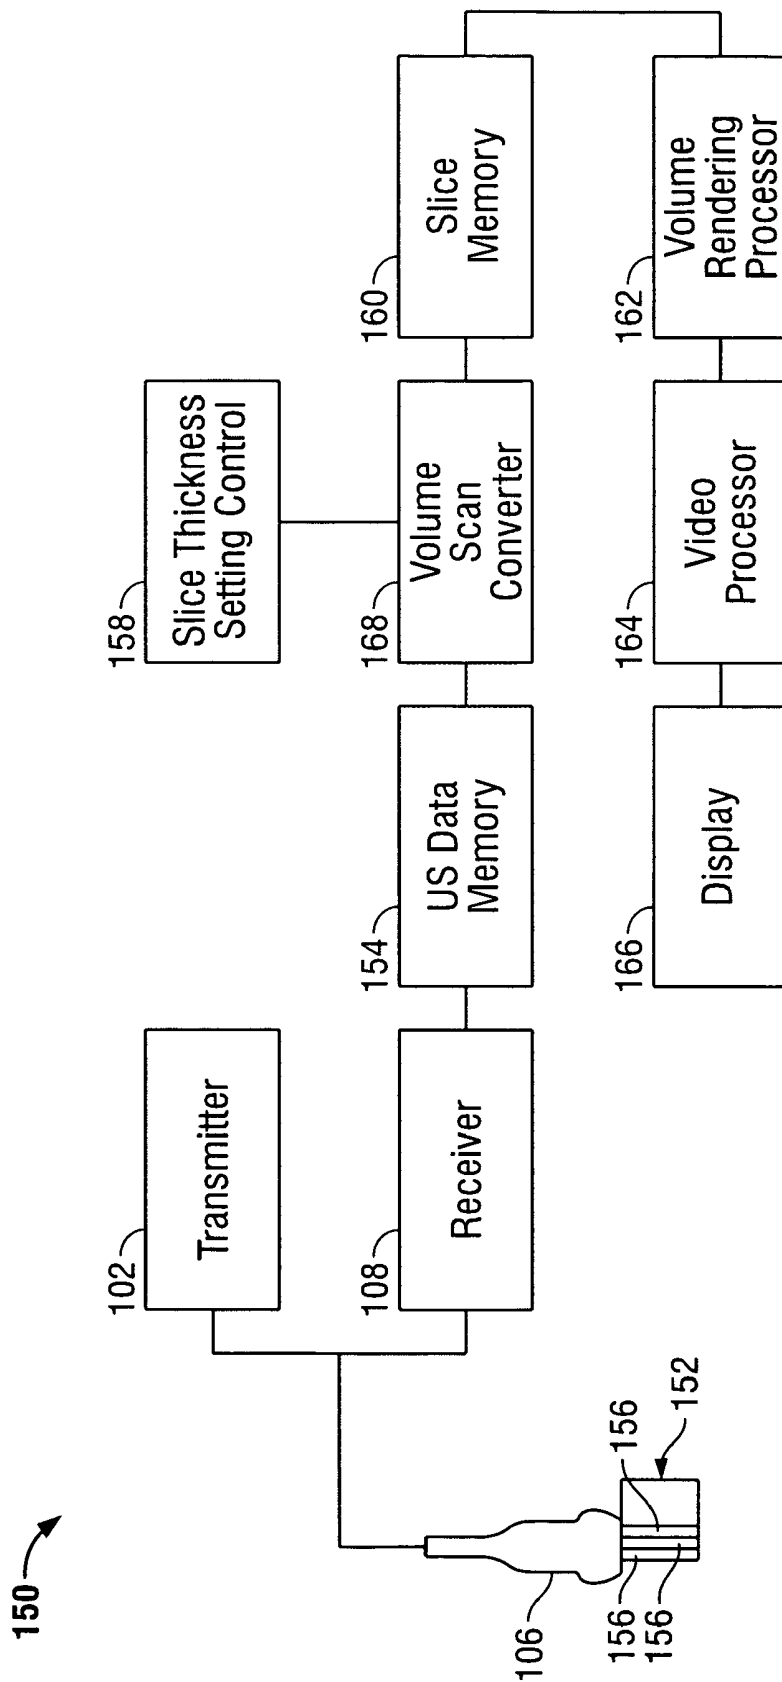 150
102
Transmitter
158
Slice Thickness
Setting Control
108
Receiver
154
US Data
Memory
168
Volume
Scan
Converter
160
Slice
Memory
106
156
156
156
152
166
Display
164
Video
Processor
162
Volume
Rendering
Processor